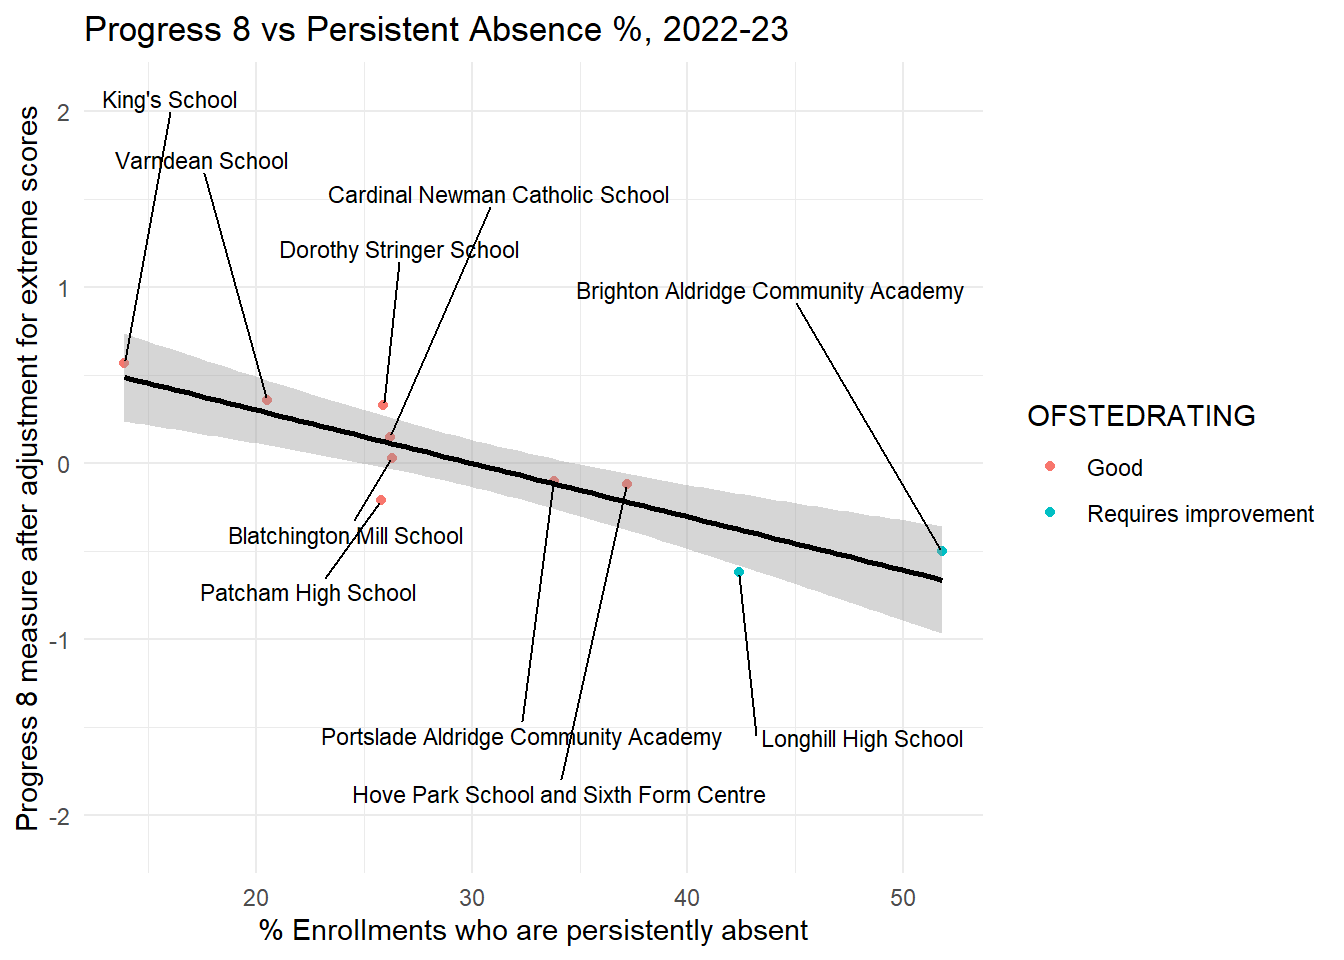 Progress 8 vs Persistent Absence %, 2022-23
King's School
Varndean School
Cardinal Newman Catholic School
Dorothy Stringer School
Brighton Aldridge Community Academy
Blatchington Mill School
Patcham High School
Portslade Aldridge Community Academy
Longhill High School
Hove Park School and Sixth Form Centre
Progress 8 measure after adjustment for extreme scores
2
1
0
-1
-2
20
30
40
50
% Enrollments who are persistently absent
OFSTEDRATING
Good
Requires improvement